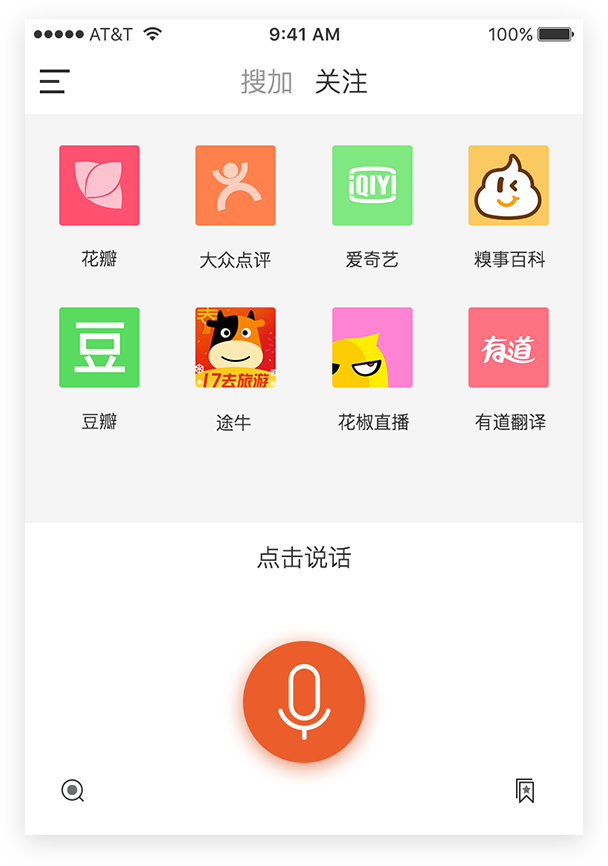 AT&T 9:41 AM 100%
搜加 关注
iQIYI
花瓣 大众点评 爱奇艺 糗事百科
豆 17去旅游 有道
豆瓣 途牛 花椒直播 有道翻译
点击说话